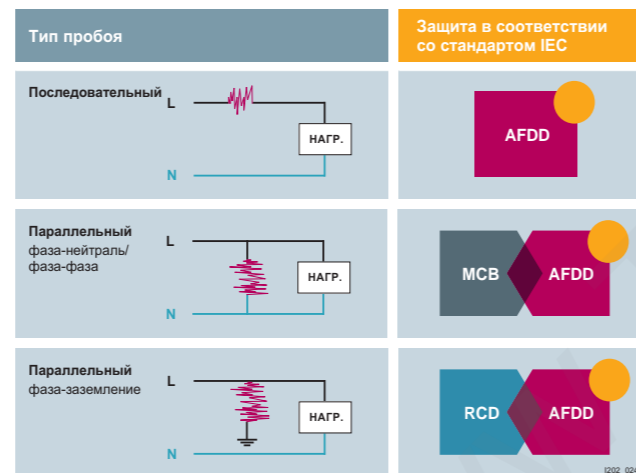 Тип пробоя
Защита в соответствии
со стандартом IEC
Последовательный
L
НАГР.
N
AFDD
Параллельный
фаза-нейтраль/
фаза-фаза
L
НАГР.
N
MCB
AFDD
Параллельный
фаза-заземление
L
НАГР.
N
RCD
AFDD